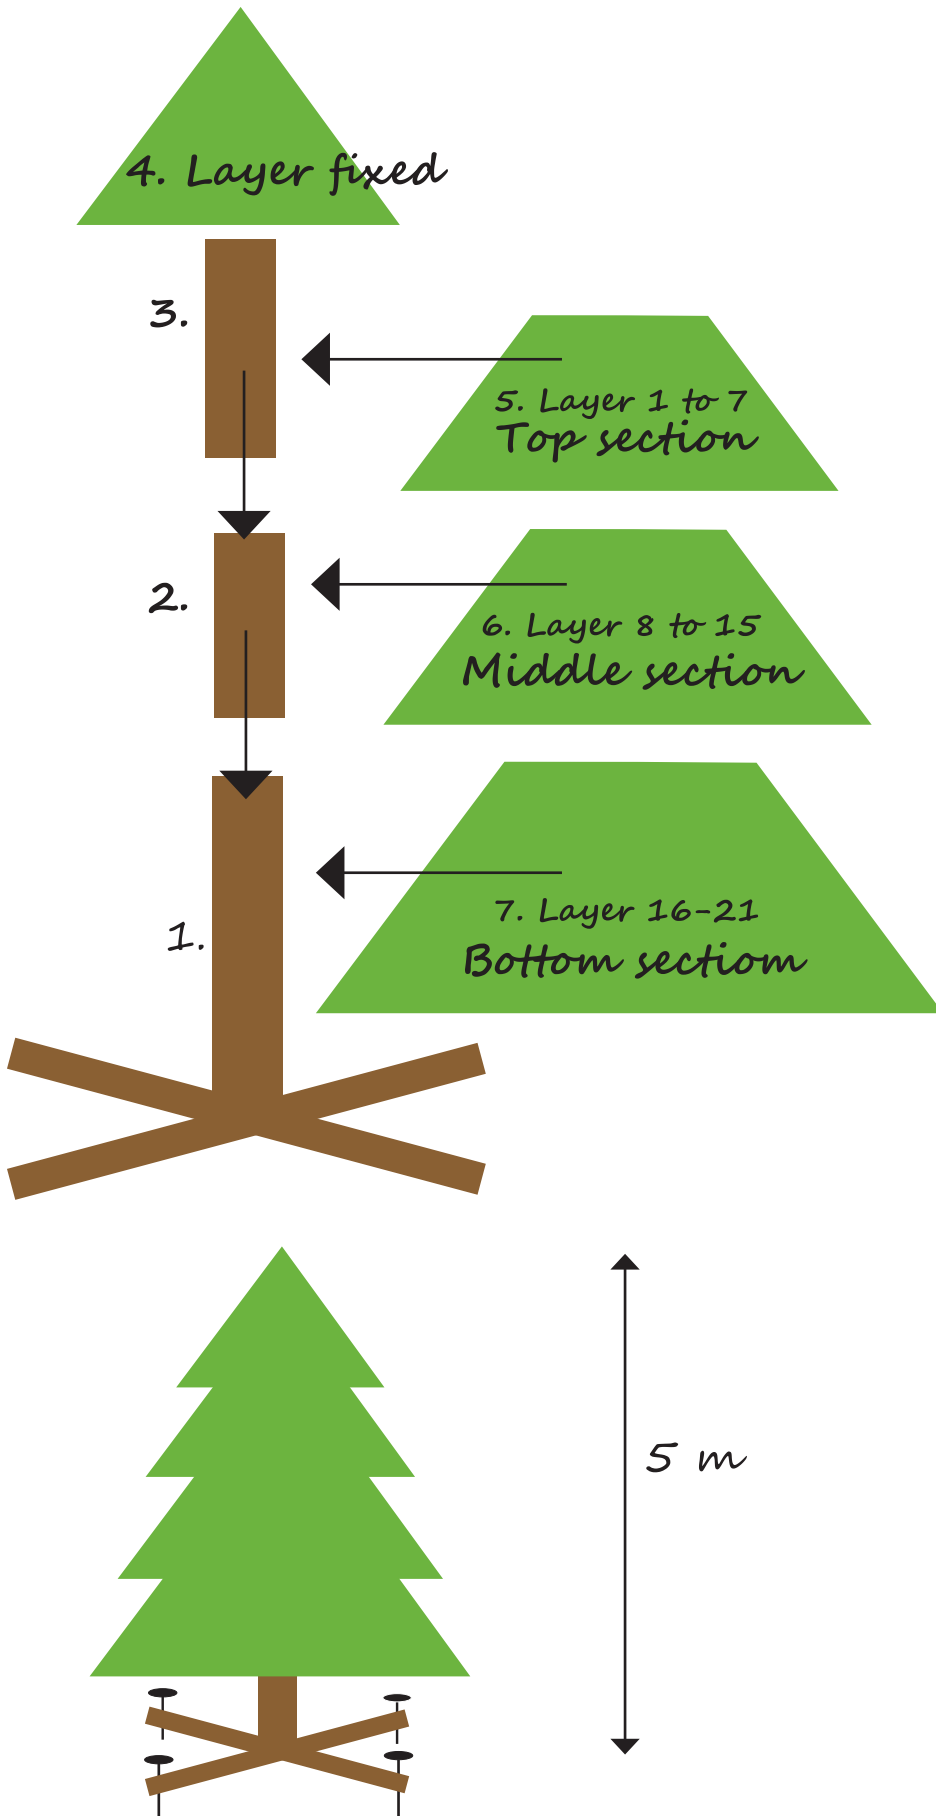 4. Layer fixed
3.
5. Layer 1 to 7
Top section
2.
6. Layer 8 to 15
Middle section
7. Layer 16-21
1.
Bottom sectiom
5 m